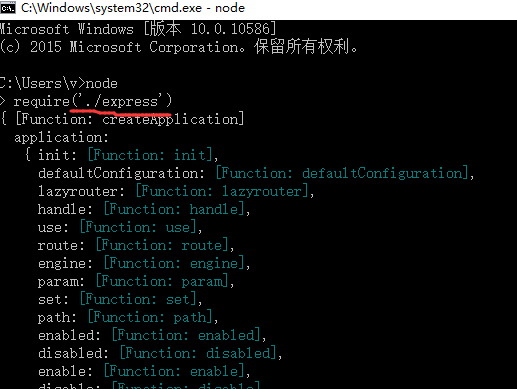 C:\Windows\system32\cmd.exe - node
Microsoft Windows [版本 10.0.10586]
(c) 2015 Microsoft Corporation。保留所有权利。
C:\Users\v>node
> require('./express')
{ [Function: createApplication]
application:
{ init: [Function: init],
defaultConfiguration: [Function: defaultConfiguration],
lazyrouter: [Function: lazyrouter],
handle: [Function: handle],
use: [Function: use],
route: [Function: route],
engine: [Function: engine],
param: [Function: param],
set: [Function: set],
path: [Function: path],
enabled: [Function: enabled],
disabled: [Function: disabled],
enable: [Function: enable],
disable: [Function: disable],